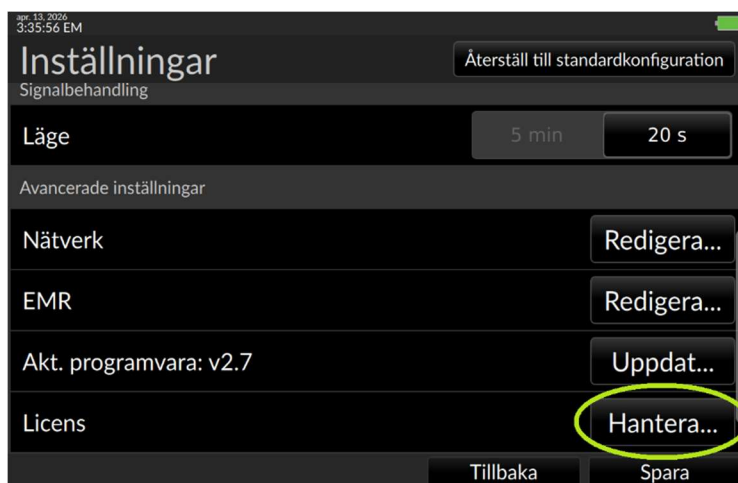 apr. 13, 2026
3:35:56 EM
Inställningar
Återställ till standardkonfiguration
Signalbehandling
Läge
5 min
20 s
Avancerade inställningar
Nätverk
Redigera...
EMR
Redigera...
Akt. programvara: v2.7
Uppdat...
Licens
Hantera...
Tillbaka
Spara